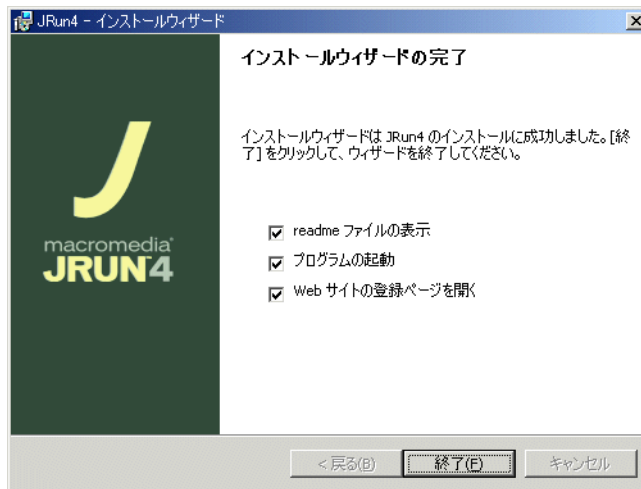 JRun4 - インストールウィザード
インストールウィザードの完了
インストールウィザードは JRun4 のインストールに成功しました。[終
了] をクリックして、ウィザードを終了してください。
macromedia
JRUN 4
readme ファイルの表示
プログラムの起動
Web サイトの登録ページを開く
< 戻る(B)
終了(F)
キャンセル